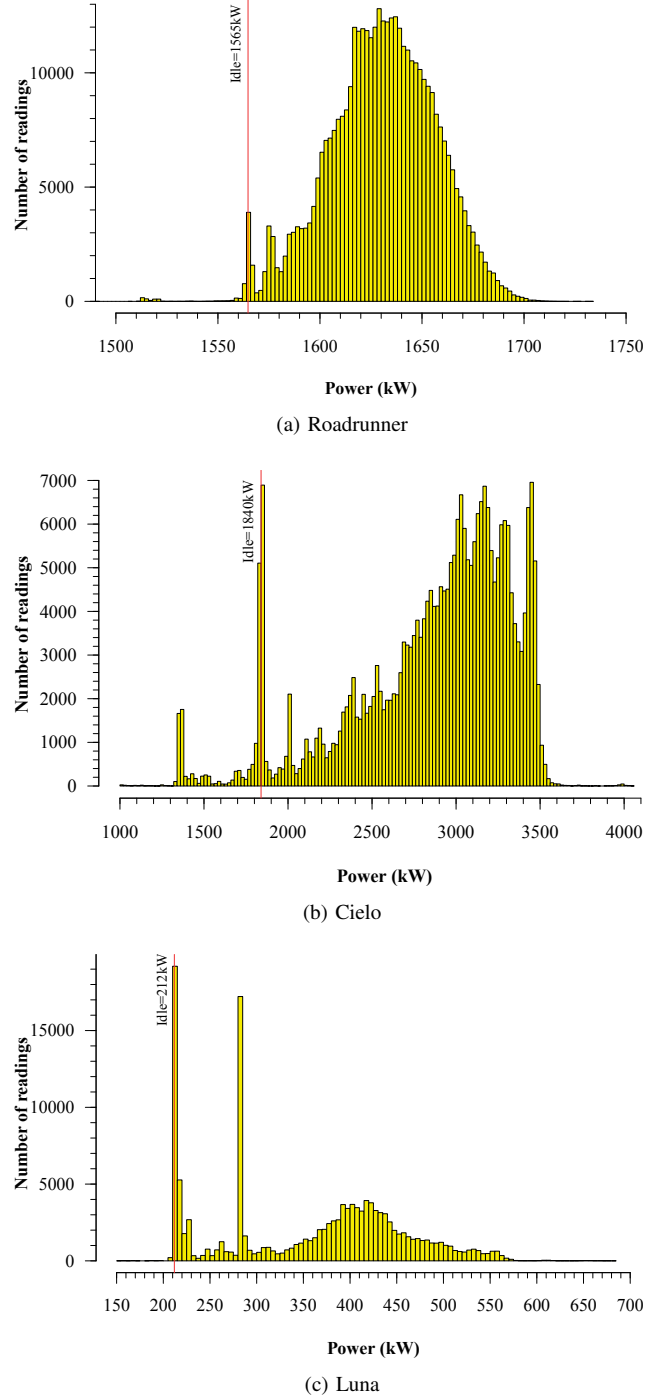 Idle=1565kW
10000
5000
0
Number of readings
1500 1550 1600 1650 1700 1750
Power (kW)
(a) Roadrunner
7000
6000
5000
4000
3000
2000
1000
0
Number of readings
Idle=1840kW
1000 1500 2000 2500 3000 3500 4000
Power (kW)
(b) Cielo
Idle=212kW
15000
10000
5000
0
Number of readings
150 200 250 300 350 400 450 500 550 600 650 700
Power (kW)
(c) Luna